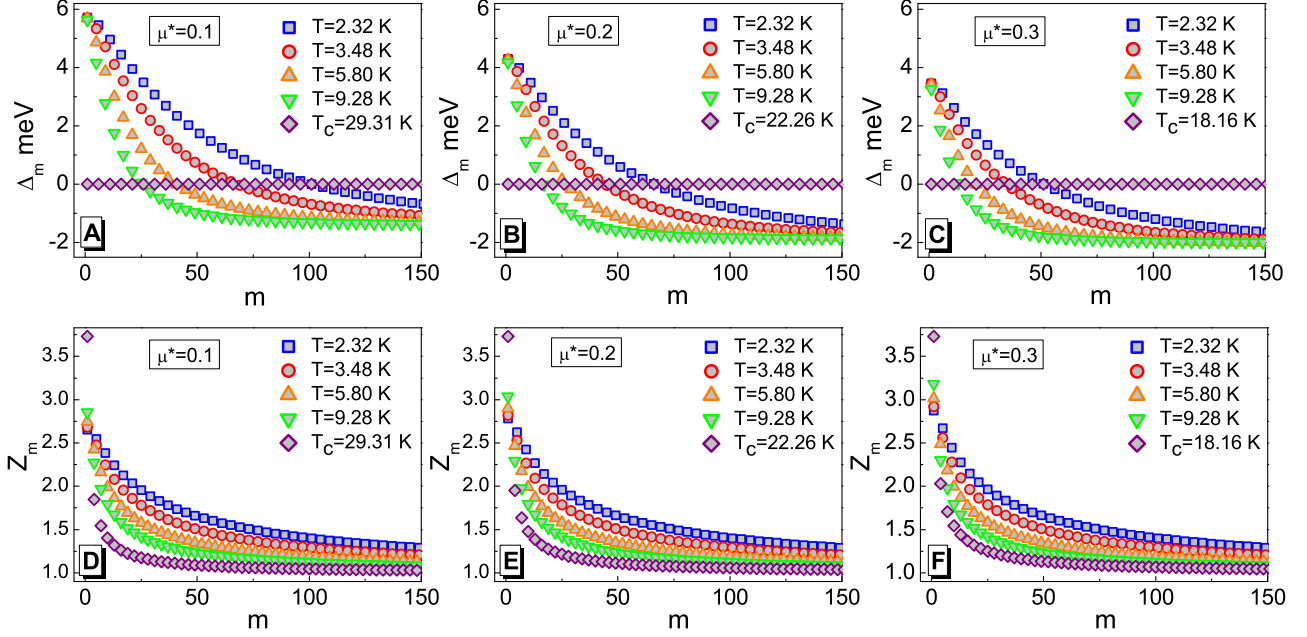 μ*=0.1
T=2.32 K
T=3.48 K
T=5.80 K
T=9.28 K
T_C=29.31 K
Δ_m meV
6
4
2
0
-2
A
0 50 100 150
m
μ*=0.2
T=2.32 K
T=3.48 K
T=5.80 K
T=9.28 K
T_C=22.26 K
Δ_m meV
6
4
2
0
-2
B
0 50 100 150
m
μ*=0.3
T=2.32 K
T=3.48 K
T=5.80 K
T=9.28 K
T_C=18.16 K
Δ_m meV
6
4
2
0
-2
C
0 50 100 150
m
μ*=0.1
T=2.32 K
T=3.48 K
T=5.80 K
T=9.28 K
T_C=29.31 K
Z_m
3.5
3.0
2.5
2.0
1.5
1.0
D
0 50 100 150
m
μ*=0.2
T=2.32 K
T=3.48 K
T=5.80 K
T=9.28 K
T_C=22.26 K
Z_m
3.5
3.0
2.5
2.0
1.5
1.0
E
0 50 100 150
m
μ*=0.3
T=2.32 K
T=3.48 K
T=5.80 K
T=9.28 K
T_C=18.16 K
Z_m
3.5
3.0
2.5
2.0
1.5
1.0
F
0 50 100 150
m